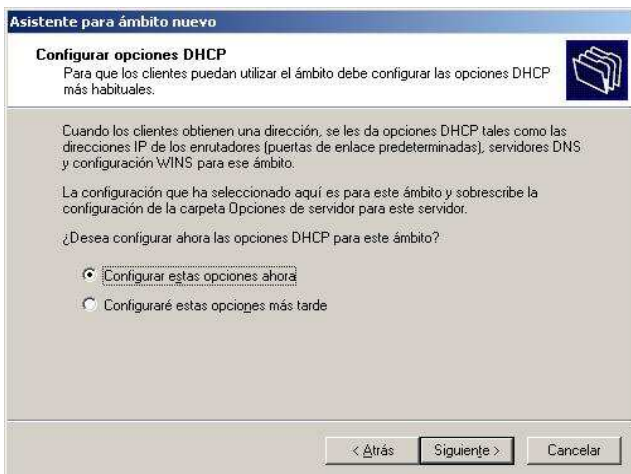 Asistente para ámbito nuevo
Configurar opciones DHCP
Para que los clientes puedan utilizar el ámbito debe configurar las opciones DHCP
más habituales.
Cuando los clientes obtienen una dirección, se les da opciones DHCP tales como las
direcciones IP de los enrutadores (puertas de enlace predeterminadas), servidores DNS
y configuración WINS para ese ámbito.
La configuración que ha seleccionado aquí es para este ámbito y sobrescribe la
configuración de la carpeta Opciones de servidor para este servidor.
¿Desea configurar ahora las opciones DHCP para este ámbito?
Configurar estas opciones ahora
Configuraré estas opciones más tarde
< Atrás
Siguiente >
Cancelar